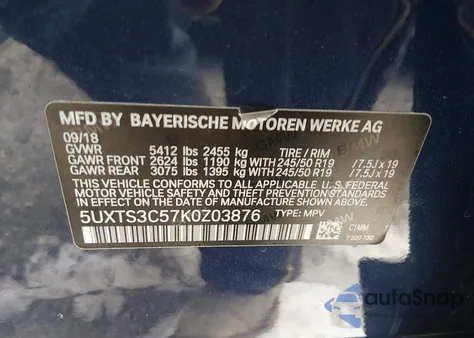 MFD BY BAYERISCHE MOTOREN WERKE AG
09/18
GVWR 5412 lbs 2455 kg TIRE / RIM
GAWR FRONT 2624 lbs 1190 kg W/ 245/50 R19 / 7.5J x 19
GAWR REAR 3075 lbs 1395 kg W/ 245/50 R19 / 7.5J x 19
THIS VEHICLE CONFORMS TO ALL APPLICABLE U.S. FEDERAL
MOTOR VEHICLE SAFETY AND THEFT PREVENTION STANDARDS
IN EFFECT ON THE DATE OF MANUFACTURE SHOWN ABOVE.
5UXTS3C57K0Z03876 TYPE: MPV
C1MM
7320730
autoSnap